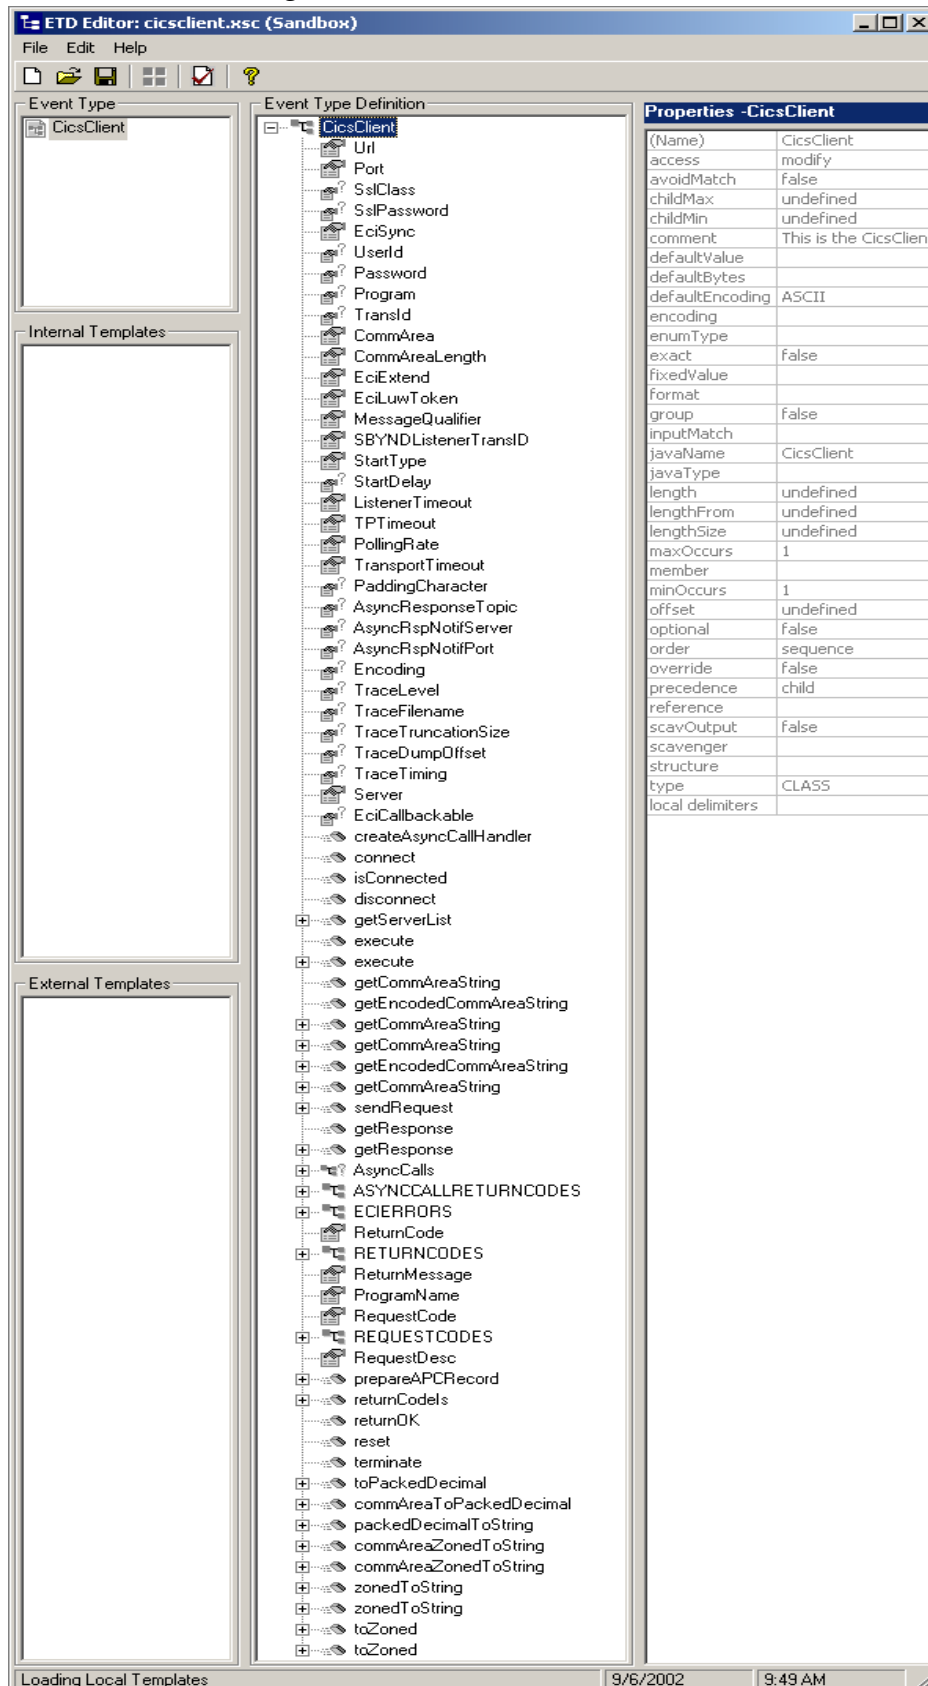 ETD Editor: cicsclient.xsc (Sandbox)
File Edit Help
Event Type
CicsClient
Internal Templates
External Templates
Event Type Definition
CicsClient
Url
Port
SslClass
SslPassword
EciSync
UserId
Password
Program
TransId
CommArea
CommAreaLength
EciExtend
EciLuwToken
MessageQualifier
SBYNDListenerTransID
StartType
StartDelay
ListenerTimeout
TPTimeout
PollingRate
TransportTimeout
PaddingCharacter
AsyncResponseTopic
AsyncRspNotifServer
AsyncRspNotifPort
Encoding
TraceLevel
TraceFilename
TraceTruncationSize
TraceDumpOffset
TraceTiming
Server
EciCallbackable
createAsyncCallHandler
connect
isConnected
disconnect
getServerList
execute
execute
getCommAreaString
getEncodedCommAreaString
getCommAreaString
getCommAreaString
getEncodedCommAreaString
getCommAreaString
sendRequest
getResponse
getResponse
AsyncCalls
ASYNCCALLRETURNCODES
ECIERRORS
ReturnCode
RETURNCODES
ReturnMessage
ProgramName
RequestCode
REQUESTCODES
RequestDesc
prepareAPCRecord
returnCodeIs
returnOK
reset
terminate
toPackedDecimal
commAreaToPackedDecimal
packedDecimalToString
commAreaZonedToString
commAreaZonedToString
zonedToString
zonedToString
toZoned
toZoned
Properties -CicsClient
(Name) CicsClient
access modify
avoidMatch false
childMax undefined
childMin undefined
comment This is the CicsClien
defaultValue
defaultBytes
defaultEncoding ASCII
encoding
enumType
exact false
fixedValue
format
group false
inputMatch
javaName CicsClient
javaType
length undefined
lengthFrom undefined
lengthSize undefined
maxOccurs 1
member
minOccurs 1
offset undefined
optional false
order sequence
override false
precedence child
reference
scavOutput false
scavenger
structure
type CLASS
local delimiters
Loading Local Templates 9/6/2002 9:49 AM